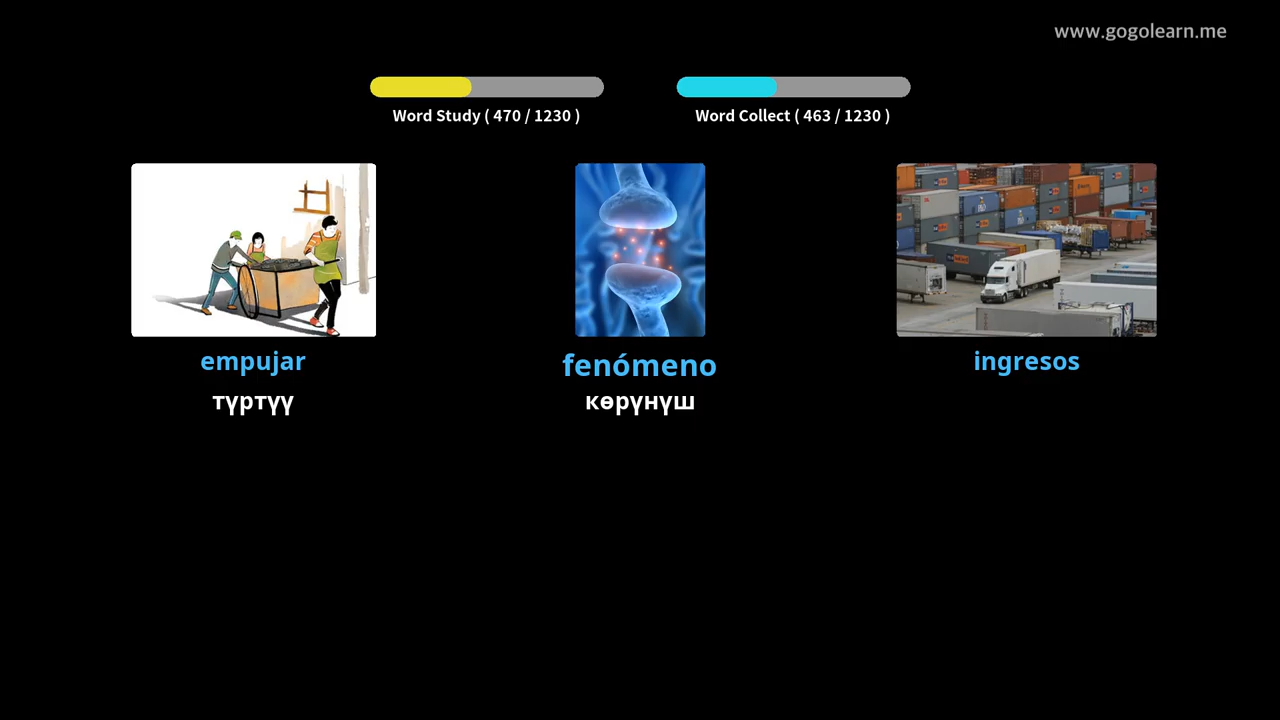 www.gogolearn.me
Word Study ( 470 / 1230 )
Word Collect ( 463 / 1230 )
empujar
түртүү
fenómeno
көрүнүш
ingresos